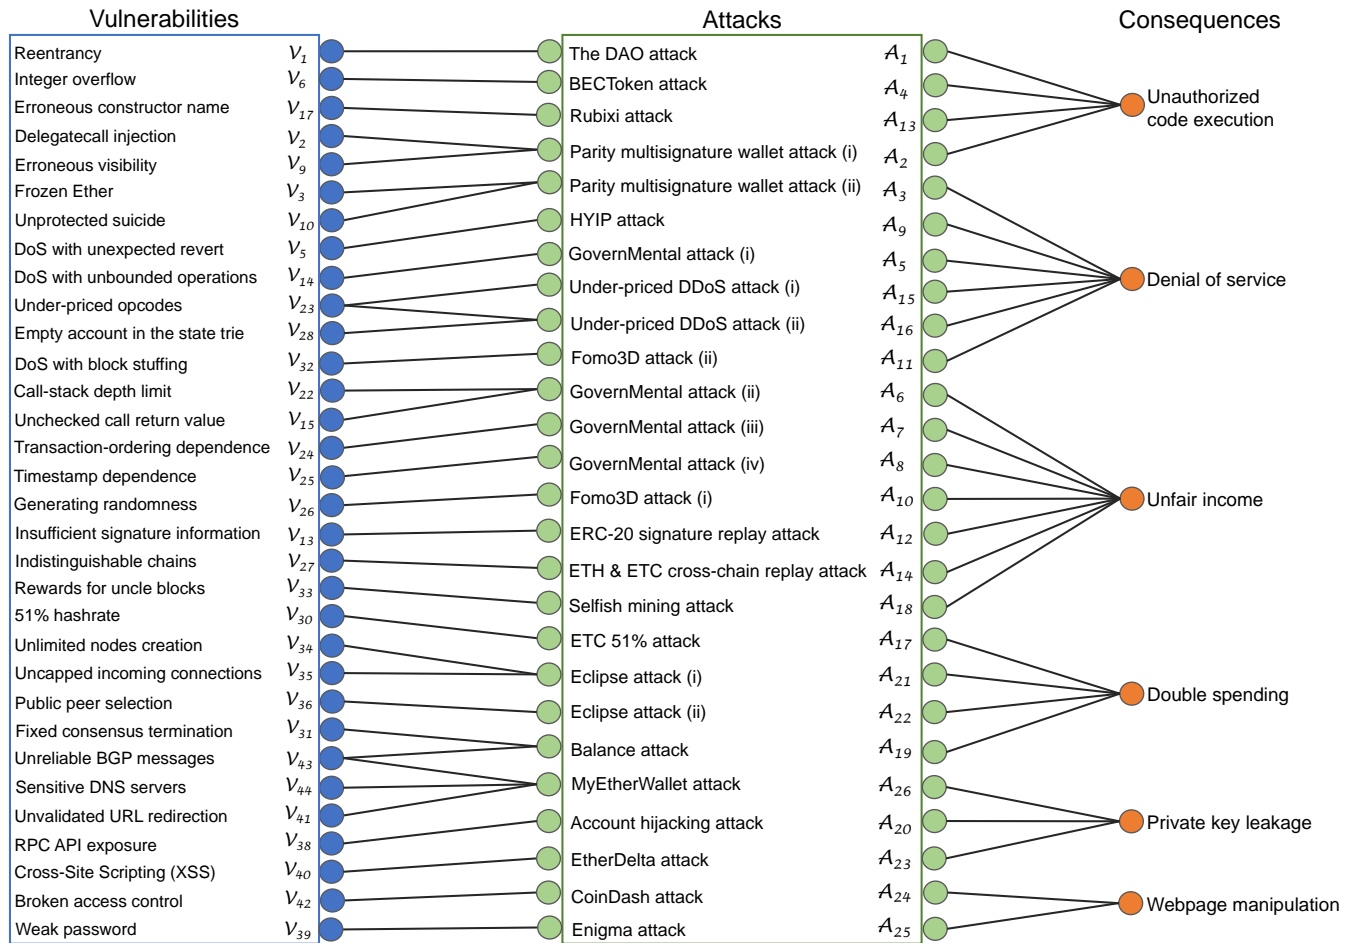 Vulnerabilities Attacks Consequences
Reentrancy V1 The DAO attack A1
Integer overflow V6 BECToken attack A4
Erroneous constructor name V17 Rubixi attack A13
Delegatecall injection V2
Erroneous visibility V9 Parity multisignature wallet attack (i) A2
Frozen Ether V3 Parity multisignature wallet attack (ii) A3
Unprotected suicide V10 HYIP attack A9
DoS with unexpected revert V5 GovernMental attack (i) A5
DoS with unbounded operations V14 Under-priced DDoS attack (i) A15
Under-priced opcodes V23
Empty account in the state trie V28 Under-priced DDoS attack (ii) A16
DoS with block stuffing V32 Fomo3D attack (ii) A11
Call-stack depth limit V22 GovernMental attack (ii) A6
Unchecked call return value V15 GovernMental attack (iii) A7
Transaction-ordering dependence V24
Timestamp dependence V25 GovernMental attack (iv) A8
Generating randomness V26 Fomo3D attack (i) A10
Insufficient signature information V13 ERC-20 signature replay attack A12
Indistinguishable chains V27 ETH & ETC cross-chain replay attack A14
Rewards for uncle blocks V33 Selfish mining attack A18
51% hashrate V30
Unlimited nodes creation V34 ETC 51% attack A17
Uncapped incoming connections V35 Eclipse attack (i) A21
Public peer selection V36 Eclipse attack (ii) A22
Fixed consensus termination V31
Unreliable BGP messages V43 Balance attack A19
Sensitive DNS servers V44 MyEtherWallet attack A26
Unvalidated URL redirection V41 Account hijacking attack A20
RPC API exposure V38
Cross-Site Scripting (XSS) V40 EtherDelta attack A23
Broken access control V42 CoinDash attack A24
Weak password V39 Enigma attack A25
Unauthorized
code execution
Denial of service
Unfair income
Double spending
Private key leakage
Webpage manipulation